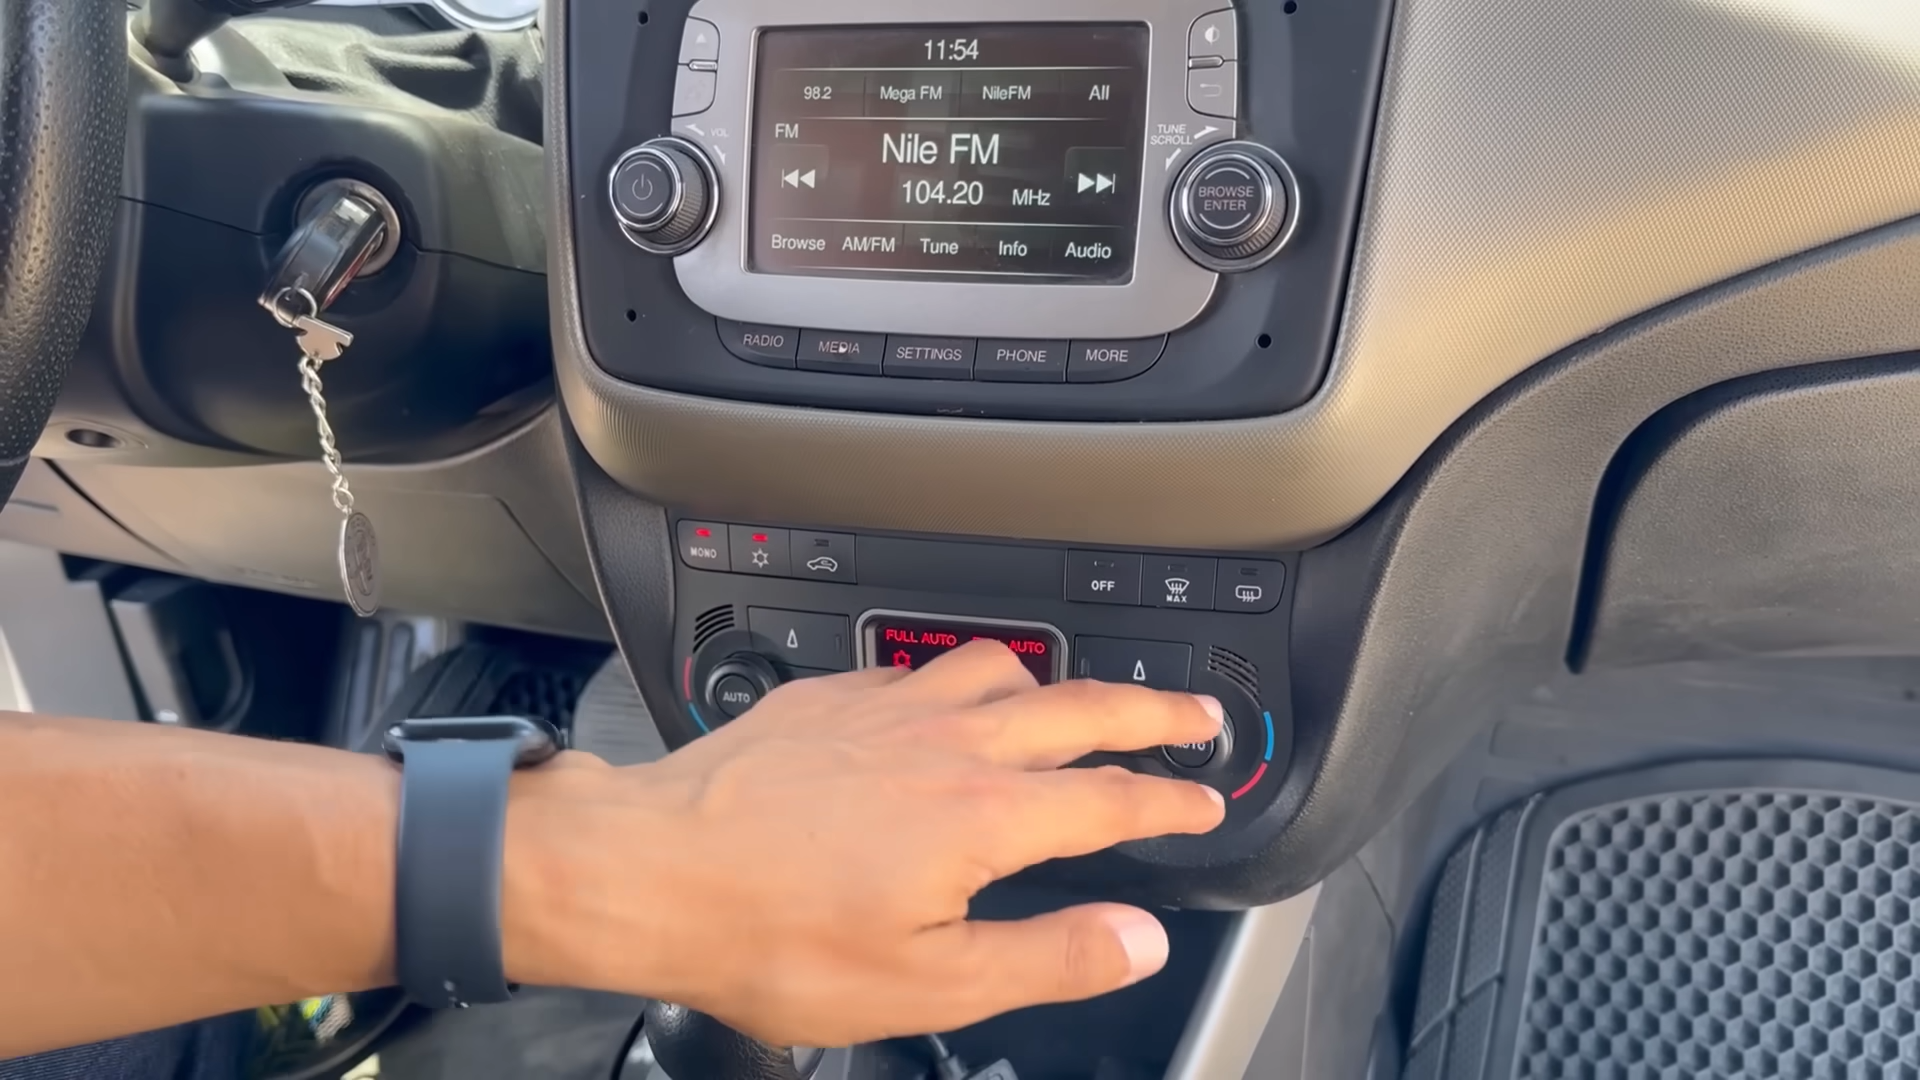 11:54
98.2 Mega FM NileFM All
FM
Nile FM
104.20 MHz
Browse AM/FM Tune Info Audio
VOL
TUNE
SCROLL
BROWSE
ENTER
RADIO MEDIA SETTINGS PHONE MORE
MONO
OFF
MAX
FULL AUTO AUTO
AUTO
AUTO